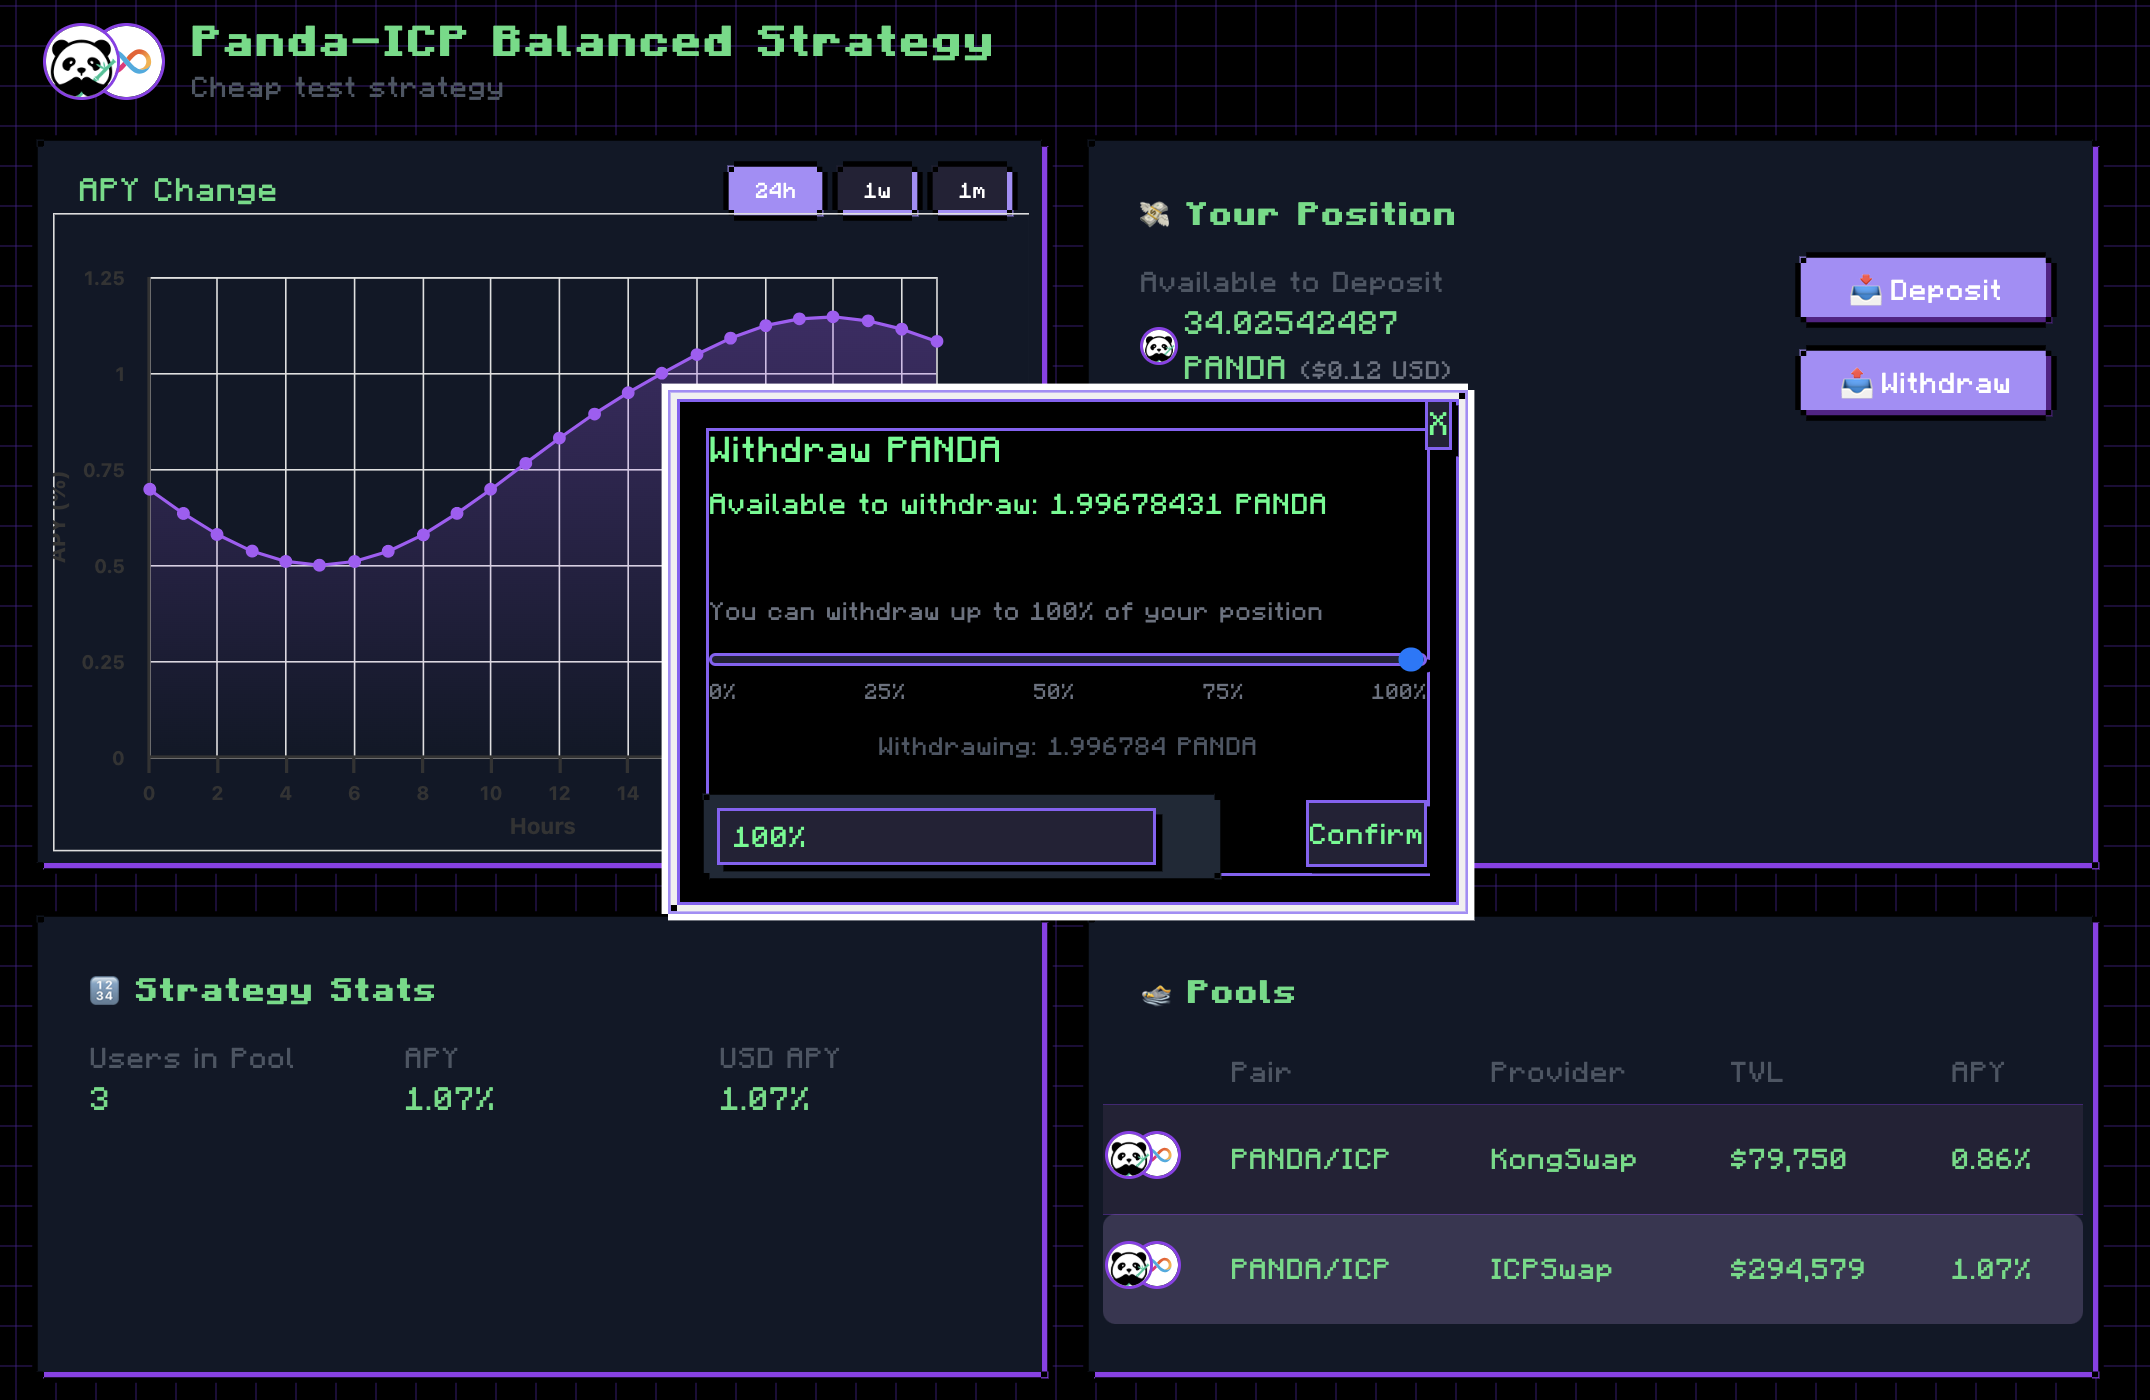 Panda-ICP Balanced Strategy
Cheap test strategy
APY Change
24h 1w 1m
1.25
1
0.75
0.5
0.25
0
APY (%)
0 2 4 6 8 10 12 14
Hours
Your Position
Available to Deposit
34.02542487
PANDA ($0.12 USD)
Deposit
Withdraw
X
Withdraw PANDA
Available to withdraw: 1.99678431 PANDA
You can withdraw up to 100% of your position
0% 25% 50% 75% 100%
Withdrawing: 1.996784 PANDA
100%
Confirm
1234 Strategy Stats
Users in Pool APY USD APY
3 1.07% 1.07%
Pools
Pair Provider TVL APY
PANDA/ICP KongSwap $79,750 0.86%
PANDA/ICP ICPSwap $294,579 1.07%